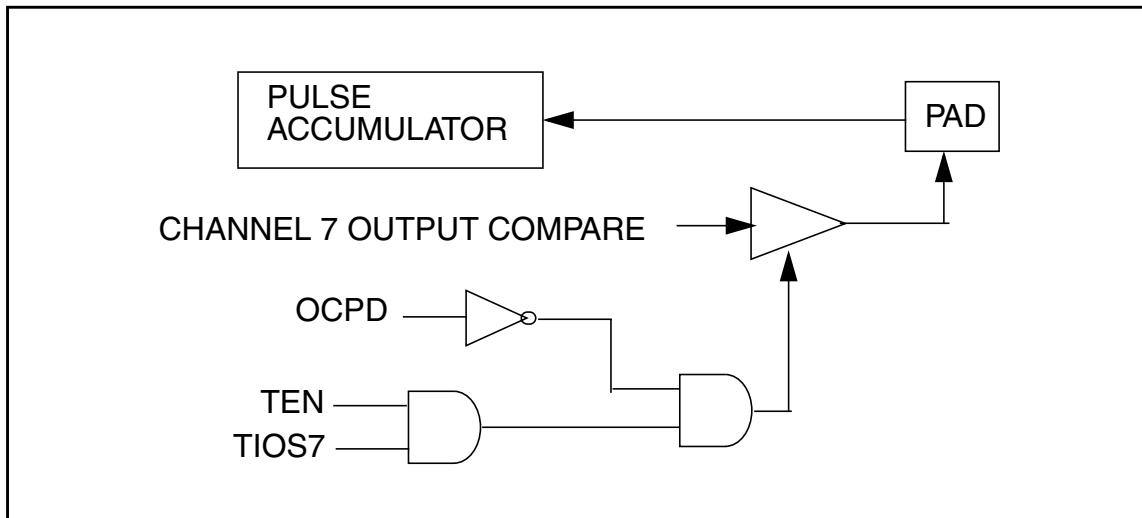 PULSE
ACCUMULATOR
PAD
CHANNEL 7 OUTPUT COMPARE
OCPD
TEN
TIOS7